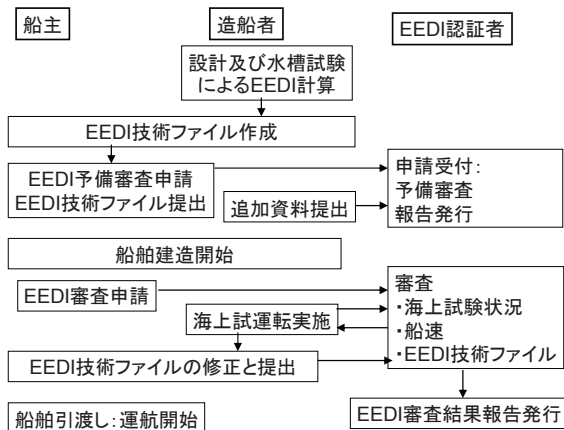 船主
造船者
EEDI認証者
設計及び水槽試験
によるEEDI計算
EEDI技術ファイル作成
EEDI予備審査申請
EEDI技術ファイル提出
申請受付:
予備審査
報告発行
追加資料提出
船舶建造開始
EEDI審査申請
審査
・海上試験状況
・船速
・EEDI技術ファイル
海上試運転実施
EEDI技術ファイルの修正と提出
船舶引渡し:運航開始
EEDI審査結果報告発行